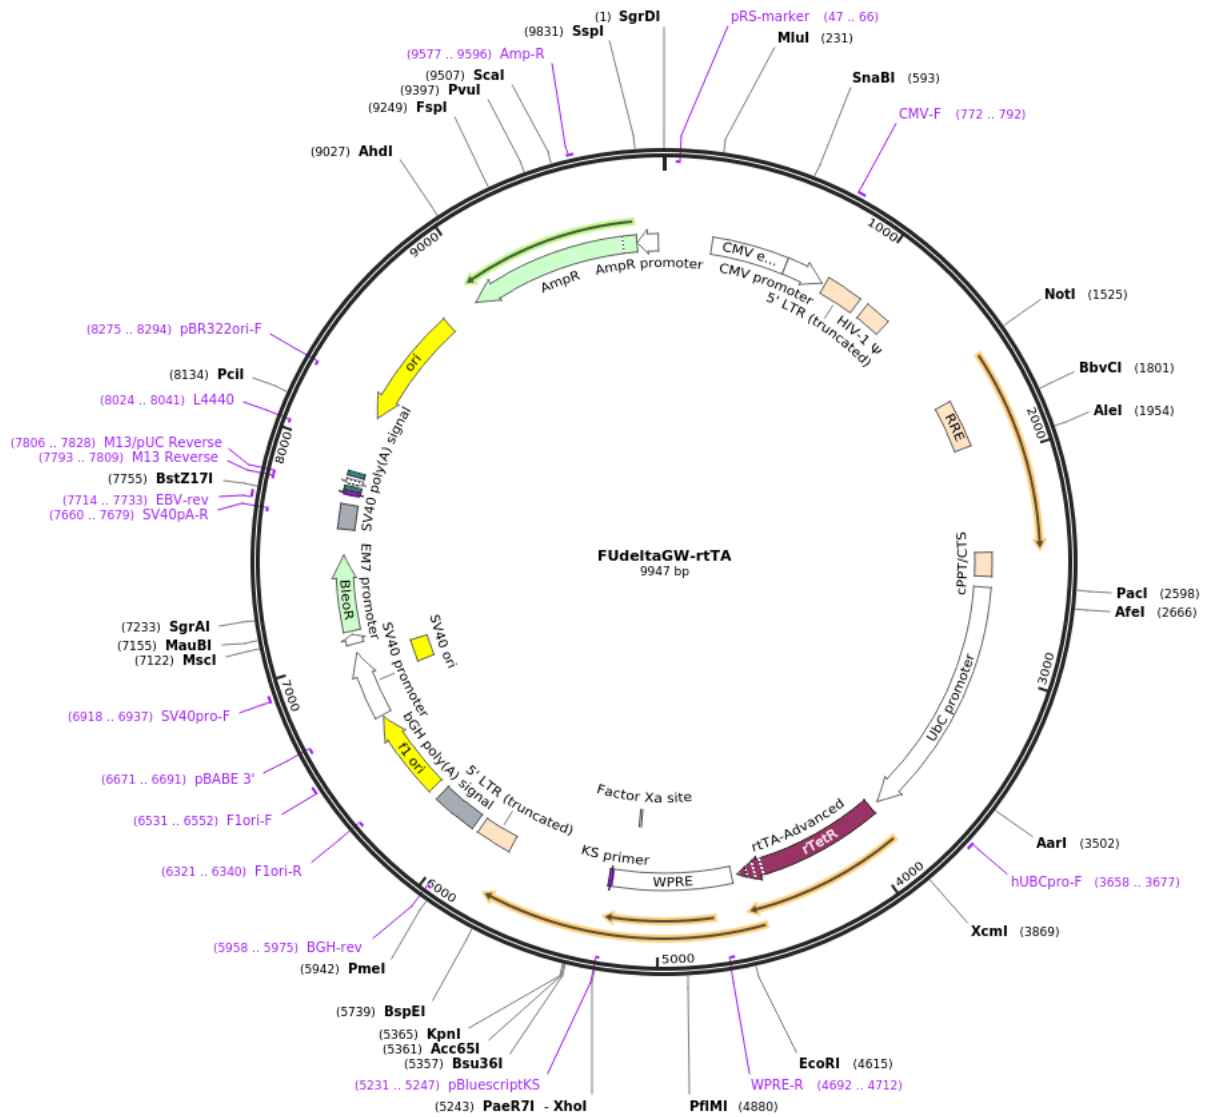 (1) SgrDI
pRS-marker (47 .. 66)
MluI (231)
SnaBI (593)
CMV-F (772 .. 792)
1000
NotI (1525)
BbvCI (1801)
AleI (1954)
2000
PacI (2598)
AfeI (2666)
3000
AarI (3502)
hUBCpro-F (3658 .. 3677)
XcmI (3869)
4000
EcoRI (4615)
WPRE-R (4692 .. 4712)
PflMI (4880)
5000
(5243) PaeR7I - XhoI
(5231 .. 5247) pBluescriptKS
(5357) Bsu36I
(5361) Acc65I
(5365) KpnI
(5739) BspEI
(5942) PmeI
(5958 .. 5975) BGH-rev
6000
(6321 .. 6340) F1ori-R
(6531 .. 6552) F1ori-F
(6671 .. 6691) pBABE 3'
(6918 .. 6937) SV40pro-F
7000
(7122) MscI
(7155) MauBI
(7233) SgrAI
(7660 .. 7679) SV40pA-R
(7714 .. 7733) EBV-rev
(7755) BstZ17I
(7793 .. 7809) M13 Reverse
(7806 .. 7828) M13/pUC Reverse
8000
(8024 .. 8041) L4440
(8134) PciI
(8275 .. 8294) pBR322ori-F
9000
(9027) AhdI
(9249) FspI
(9397) PvuI
(9507) ScaI
(9577 .. 9596) Amp-R
(9831) SspI
CMV e...
CMV promoter
5' LTR (truncated)
HIV-1 Ψ
RRE
cPPT/CTS
UbC promoter
rtTA-Advanced
rTetR
WPRE
Factor Xa site
KS primer
5' LTR (truncated)
bGH poly(A) signal
f1 ori
SV40 promoter
SV40 ori
EM7 promoter
BleoR
SV40 poly(A) signal
ori
AmpR
AmpR promoter
FUdeltaGW-rtTA
9947 bp